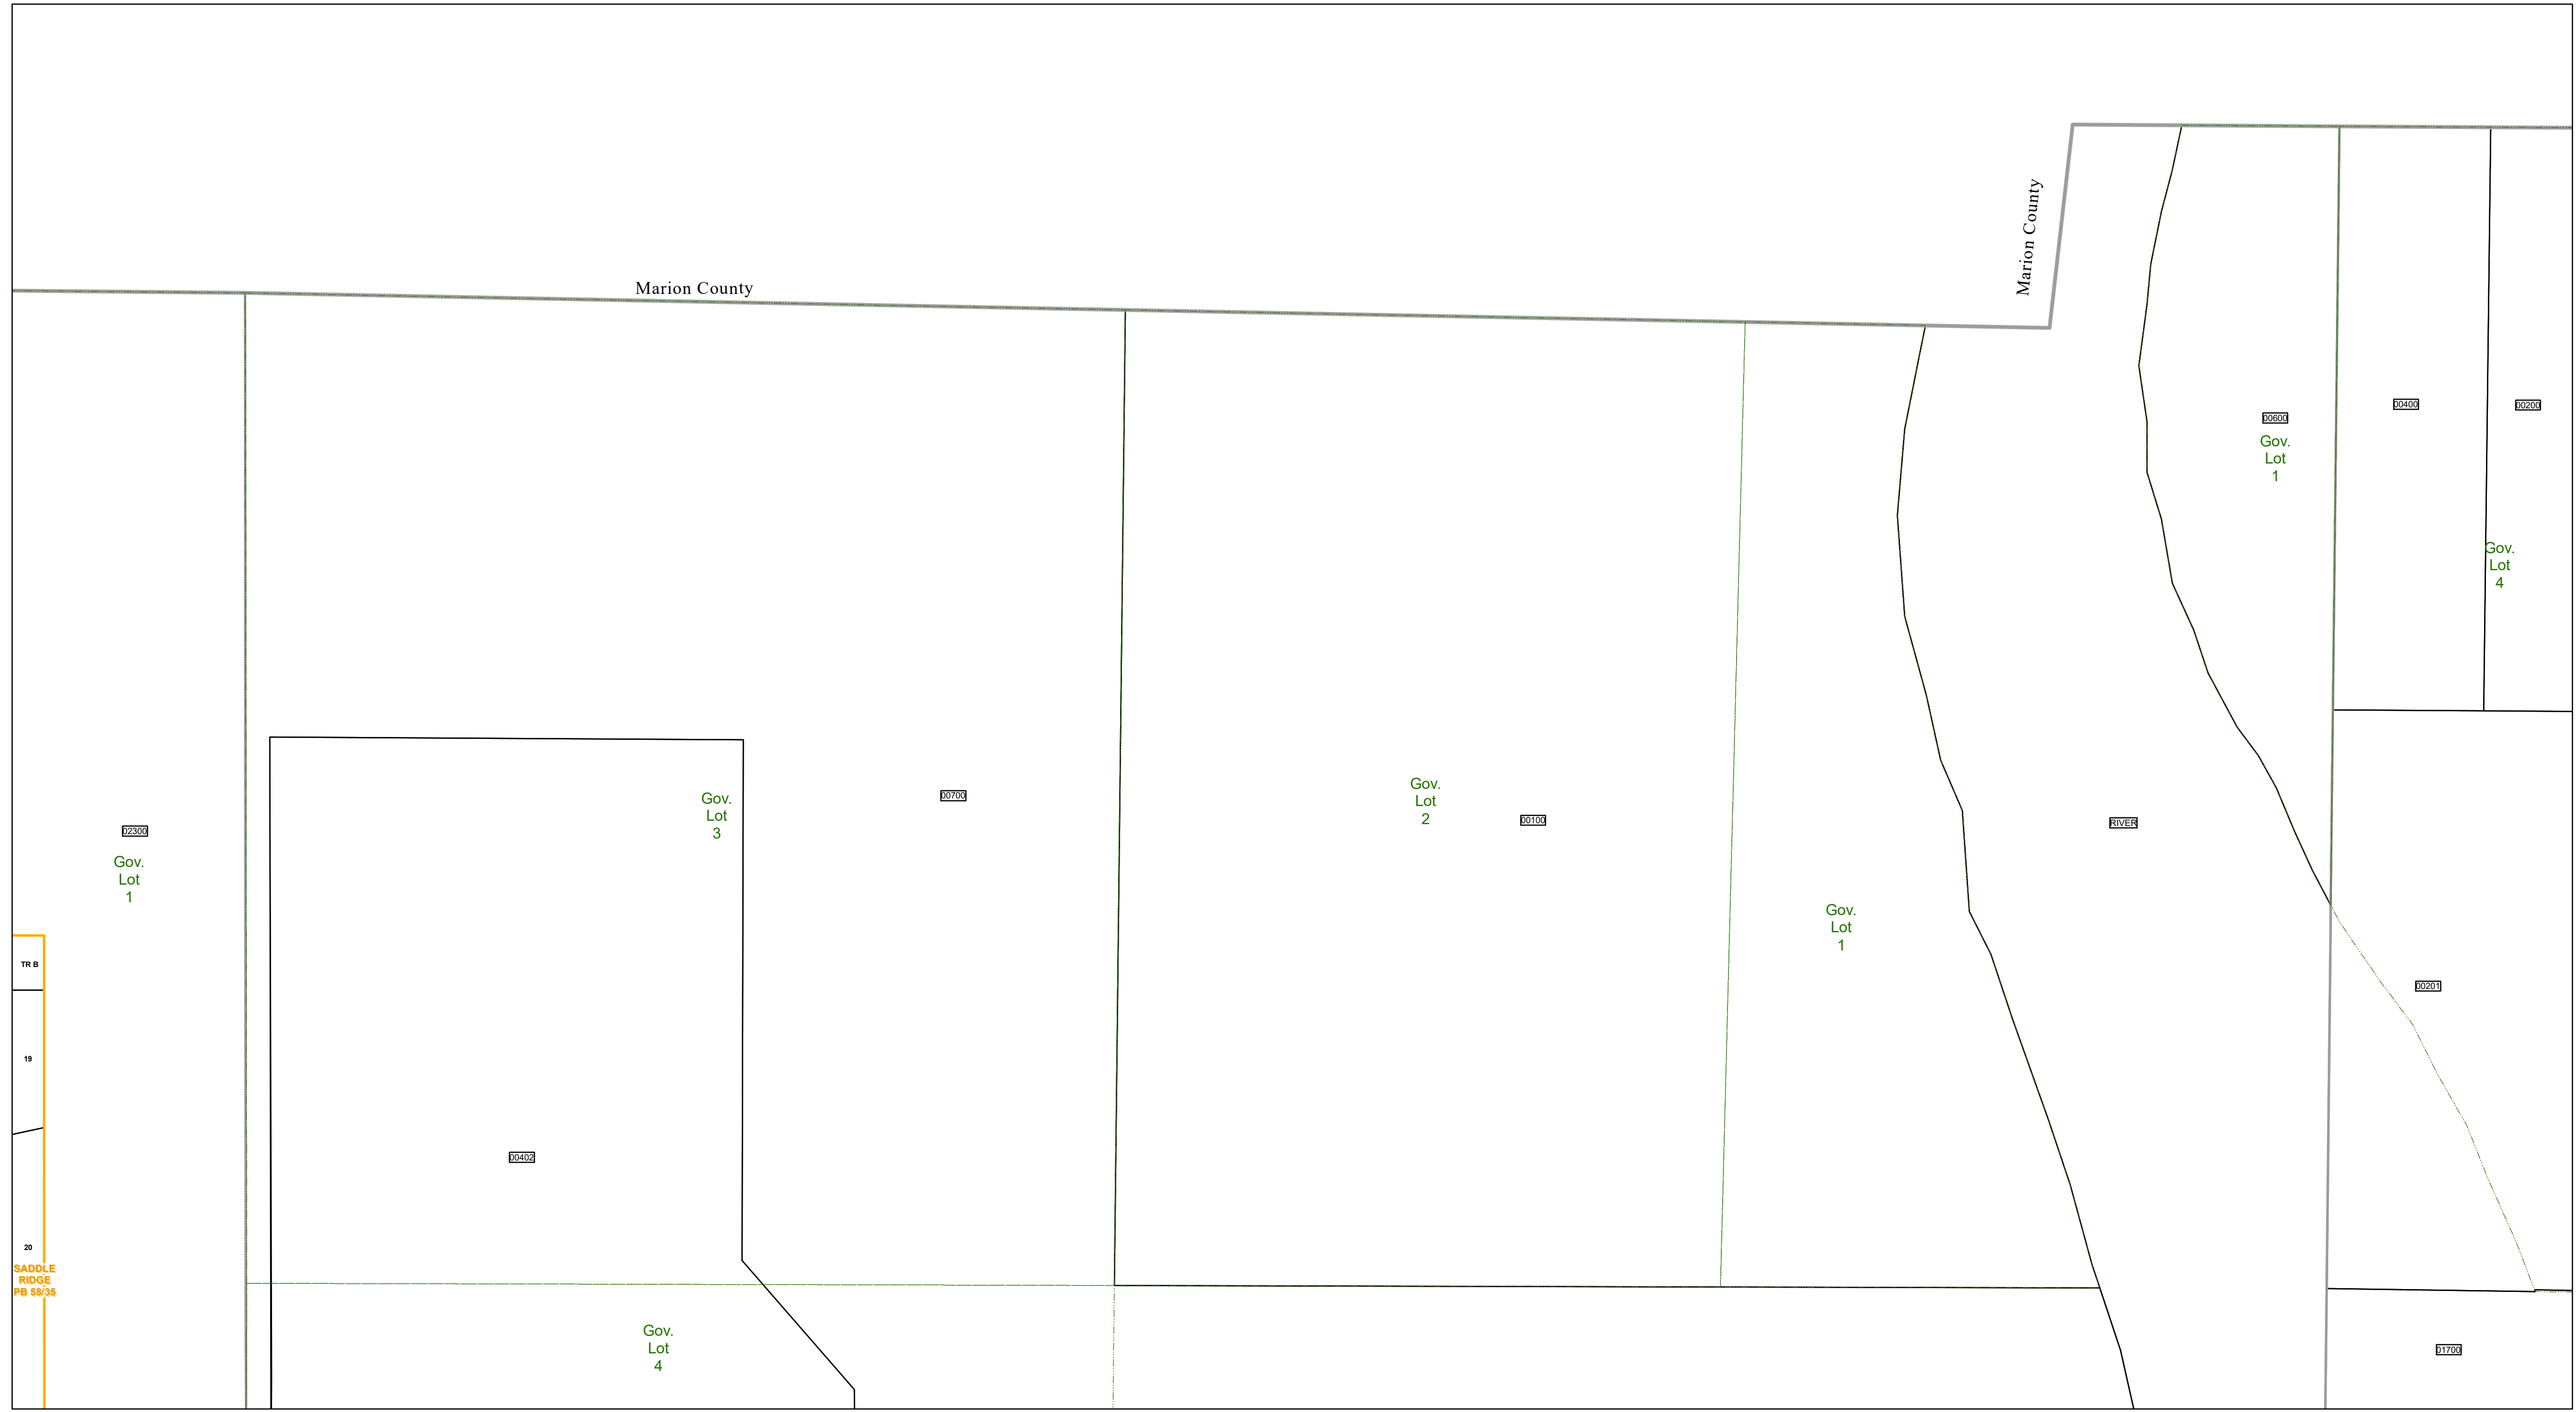 Marion County
Marion County
00400
00200
00600
Gov.
Lot
1
Gov.
Lot
4
Gov.
Lot
3
00700
Gov.
Lot
2
00100
RIVER
02300
Gov.
Lot
1
Gov.
Lot
1
TR B
00201
19
00402
20
SADDLE
RIDGE
PB 58/35
Gov.
Lot
4
01700